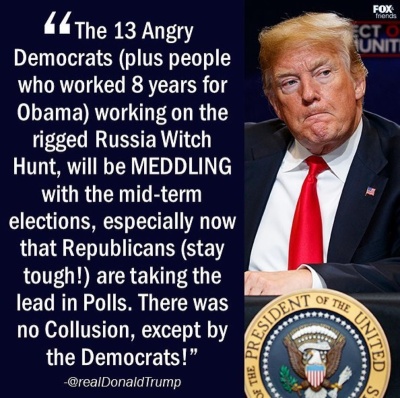 FOX
friends
“The 13 Angry
Democrats (plus people
who worked 8 years for
Obama) working on the
rigged Russia Witch
Hunt, will be MEDDLING
with the mid-term
elections, especially now
that Republicans (stay
tough!) are taking the
lead in Polls. There was
no Collusion, except by
the Democrats!”
-@realDonaldTrump
PRESIDENT OF THE UNITED